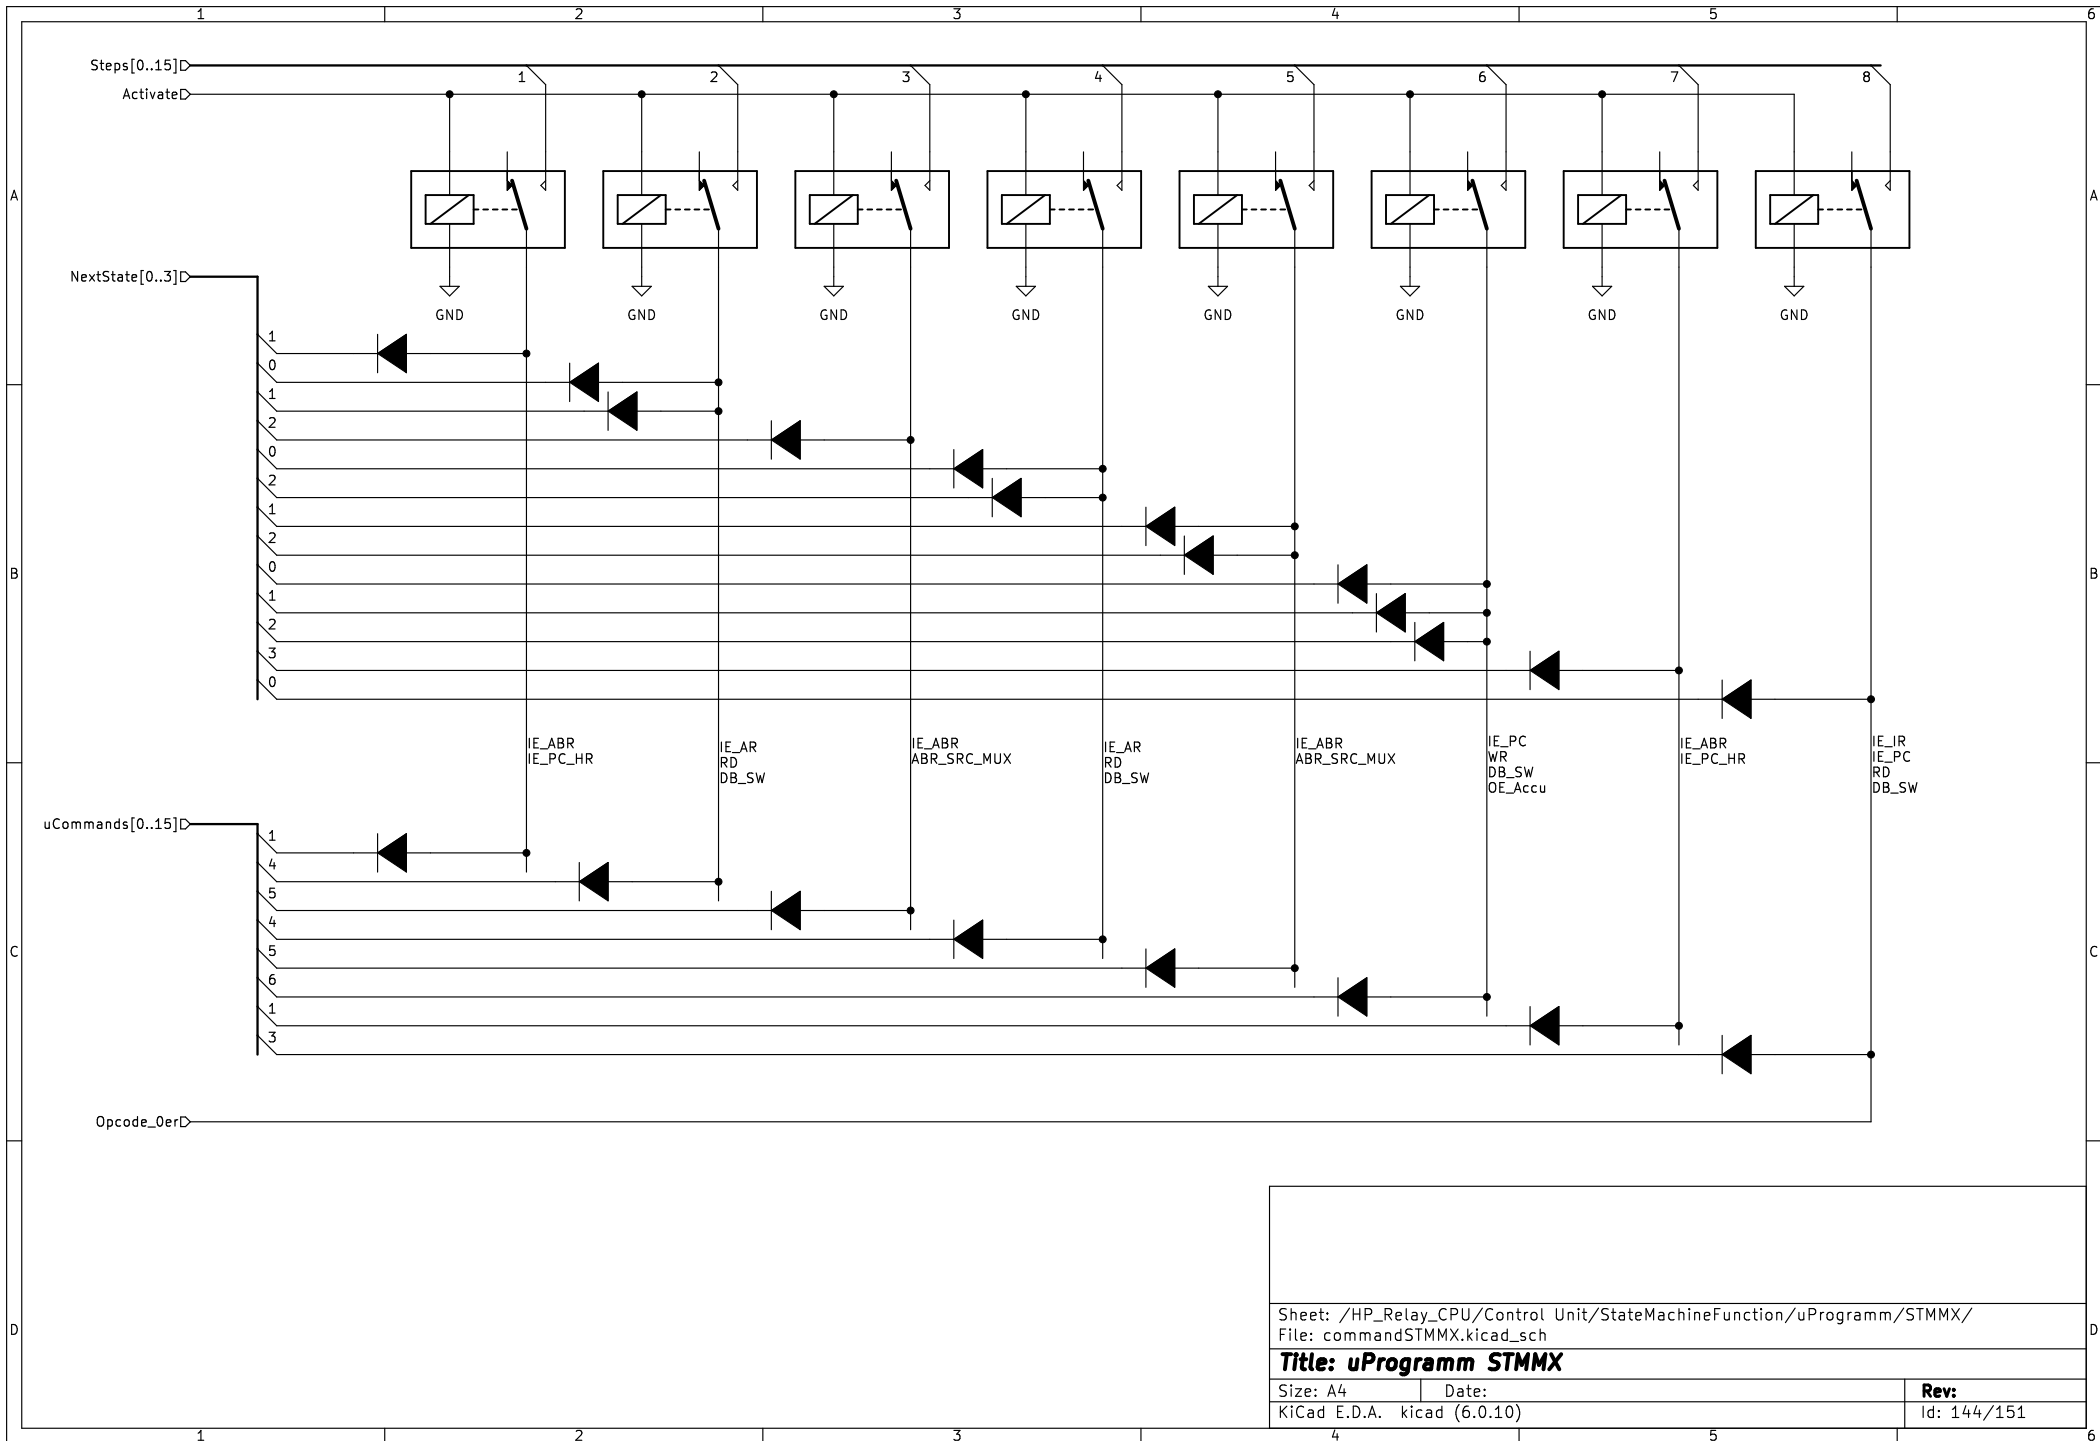 1 2 3 4 5 6
Steps[0..15]
1 2 3 4 5 6 7 8
Activate
A A
NextState[0..3]
GND GND GND GND GND GND GND GND
1
0
1
2
0
2
1
2
0
B B
1
2
3
0
IE_ABR
IE_PC_HR
IE_AR
RD
DB_SW
IE_ABR
ABR_SRC_MUX
IE_AR
RD
DB_SW
IE_ABR
ABR_SRC_MUX
IE_PC
WR
DB_SW
OE_Accu
IE_ABR
IE_PC_HR
IE_IR
IE_PC
RD
DB_SW
uCommands[0..15]
1
4
5
4
C C
5
6
1
3
Opcode_0er
Sheet: /HP_Relay_CPU/Control Unit/StateMachineFunction/uProgramm/STMMX/
D D
File: commandSTMMX.kicad_sch
Title: uProgramm STMMX
Size: A4 Date: Rev:
KiCad E.D.A. kicad (6.0.10) Id: 144/151
1 2 3 4 5 6